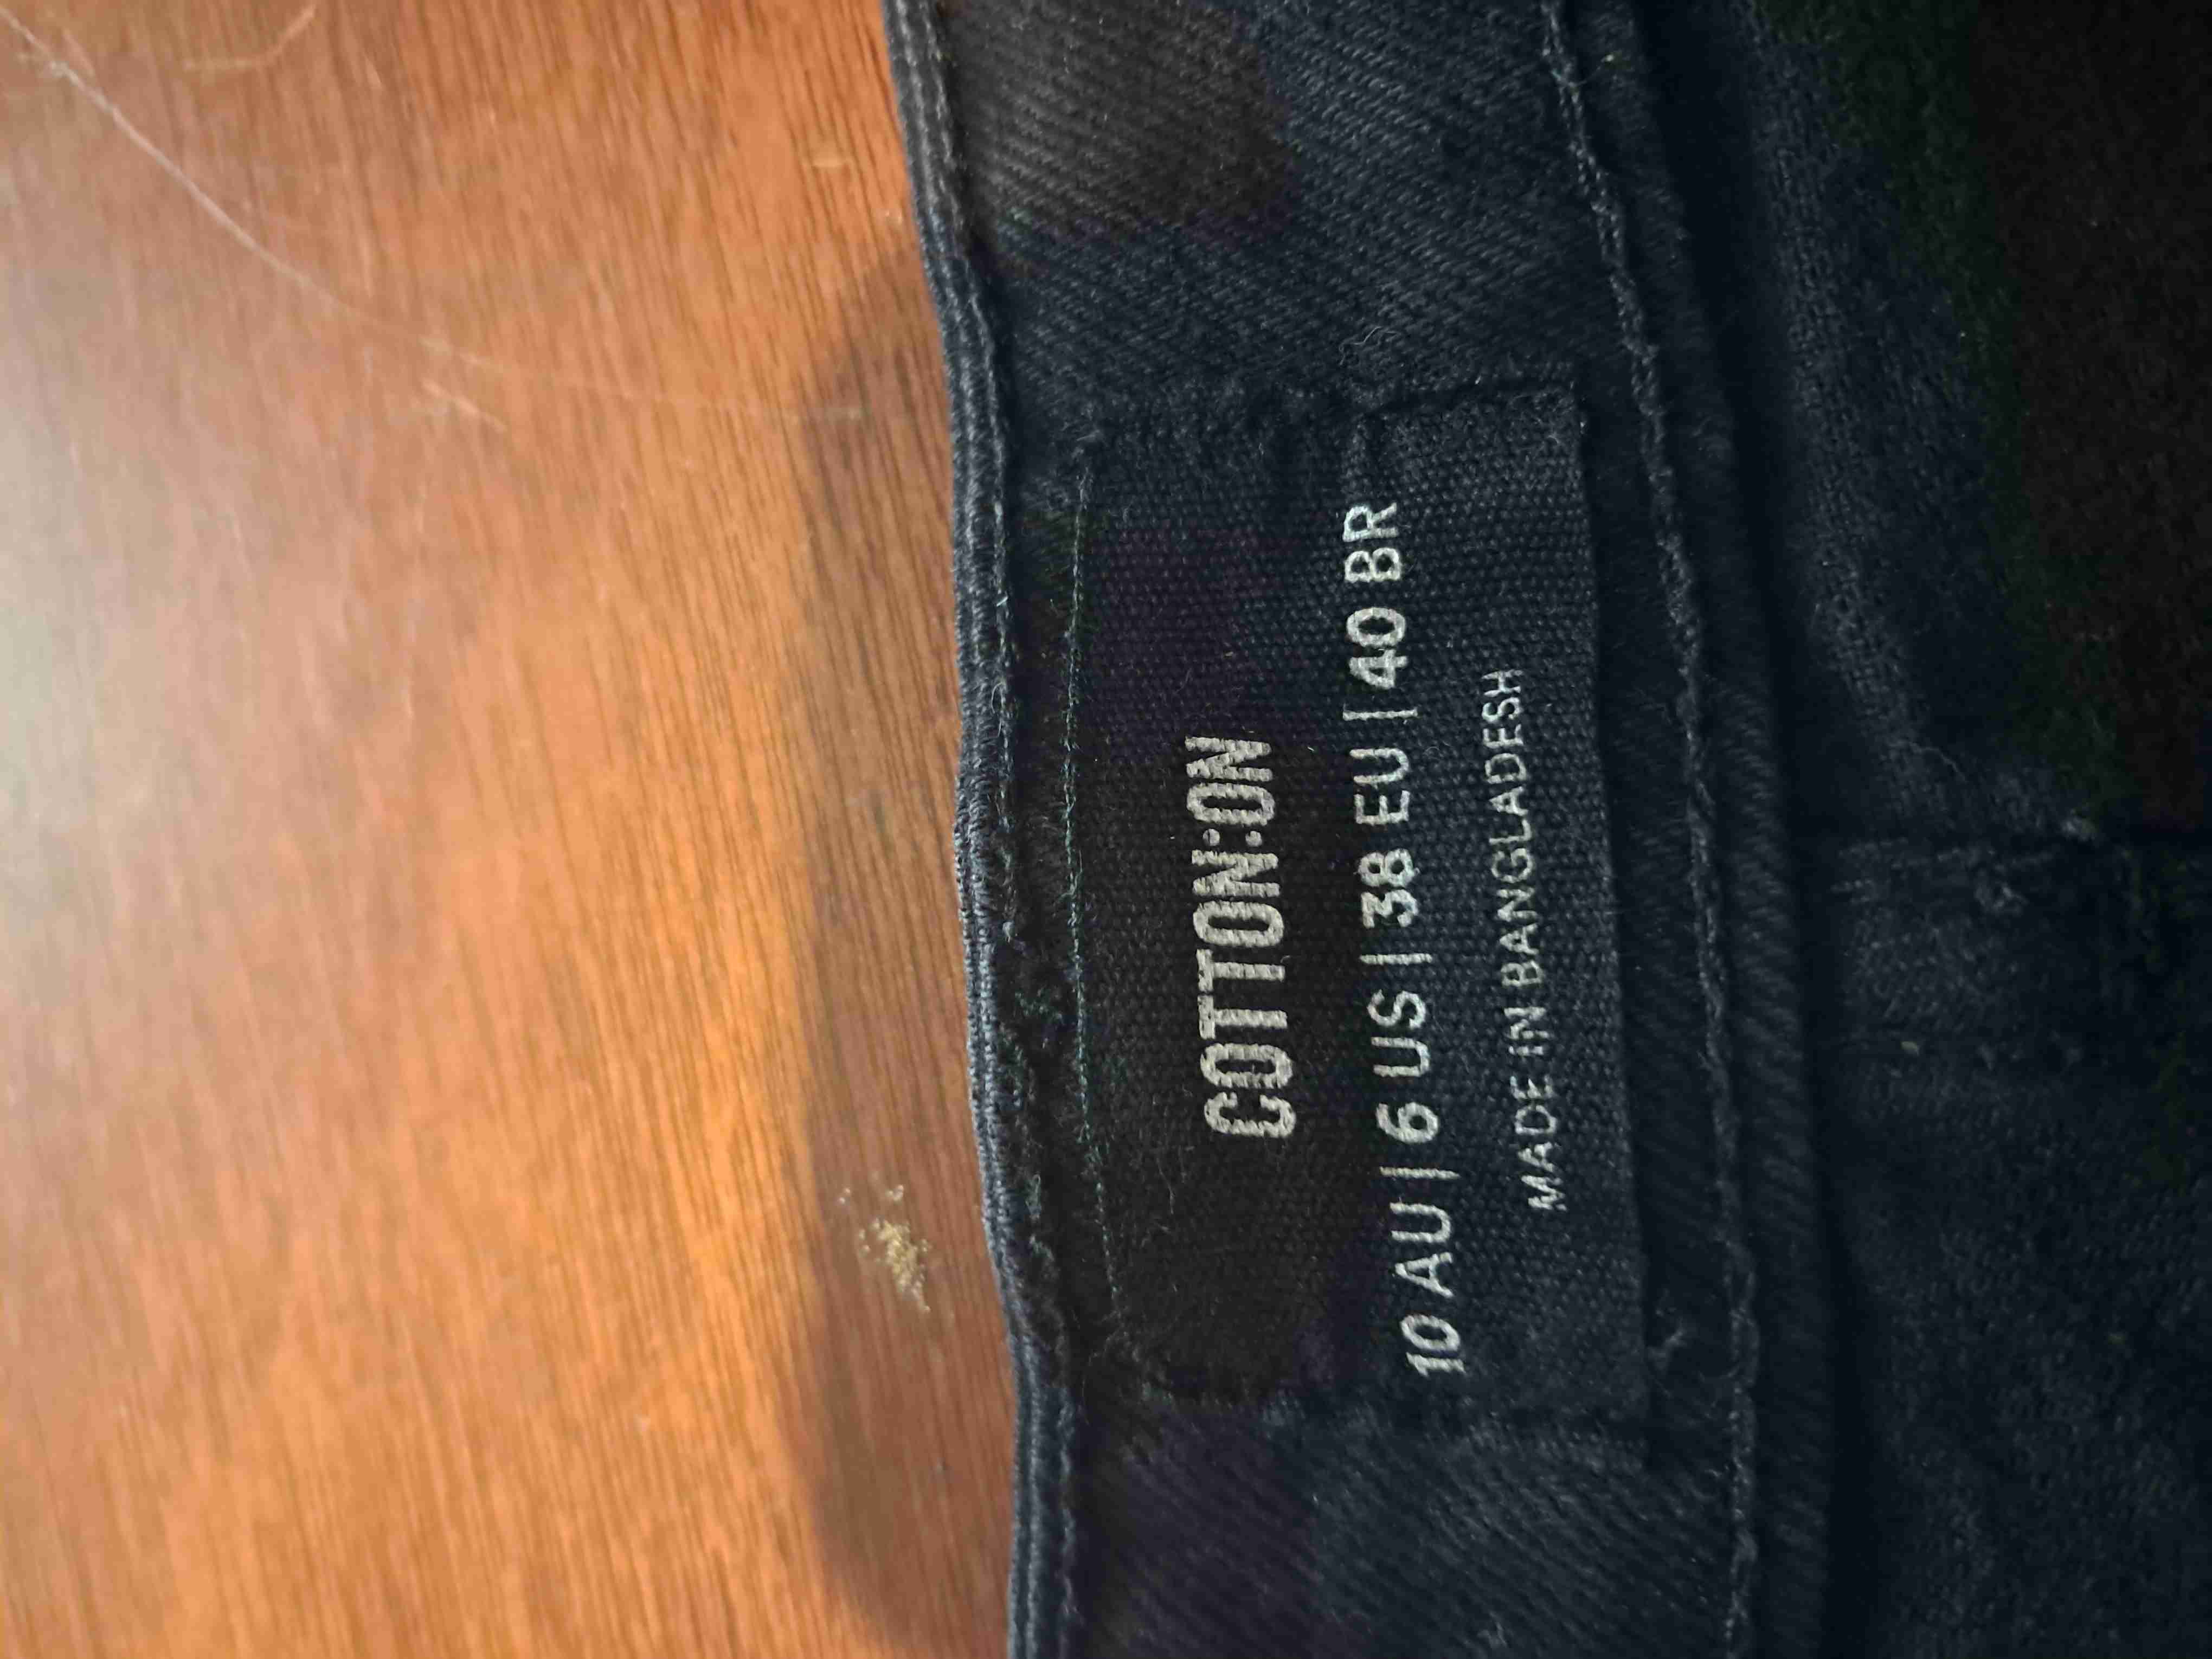 COTTON:ON
10 AU | 6 US | 38 EU | 40 BR
MADE IN BANGLADESH